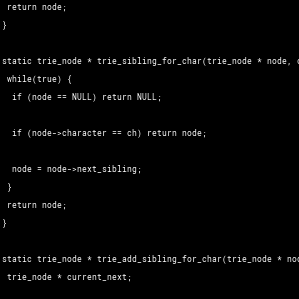 return node;
}
static trie_node * trie_sibling_for_char(trie_node * node,
while(true) {
if (node == NULL) return NULL;
if (node->character == ch) return node;
node = node->next_sibling;
}
return node;
}
static trie_node * trie_add_sibling_for_char(trie_node *
trie_node * current_next;